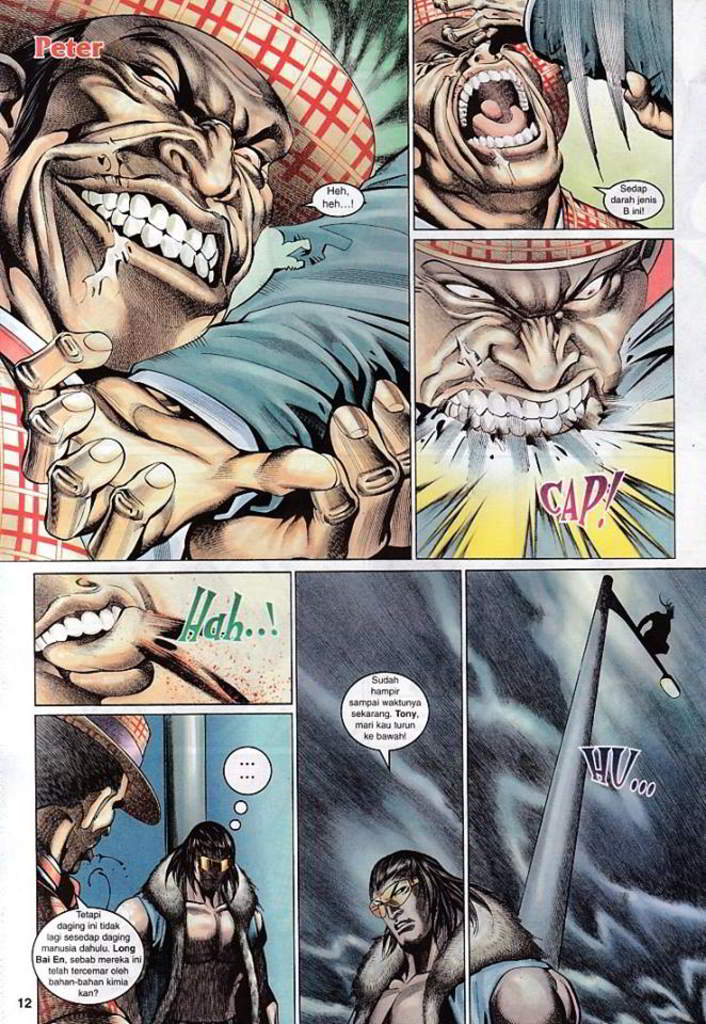 Peter
Heh,
heh...!
Sedap
darah jenis
B ini!
CAP!
Hah..!
... ...
Tetapi
daging ini tidak
lagi sesedap daging
manusia dahulu. Long
Bai En, sebab mereka ini
telah tercemar oleh
bahan-bahan kimia
kan?
Sudah
hampir
sampai waktunya
sekarang. Tony,
mari kau turun
ke bawah!
HU...
12